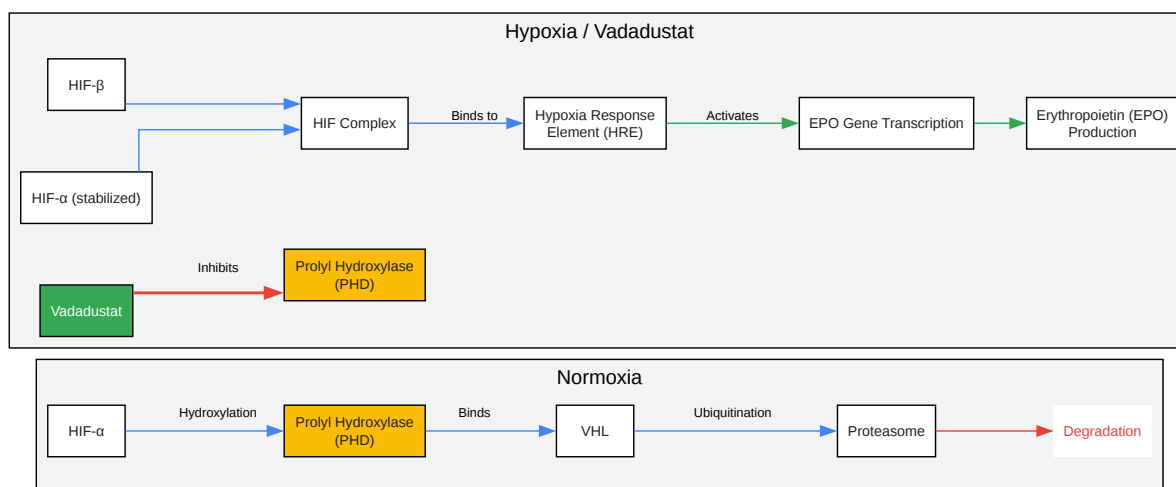 Hypoxia / Vadadustat
HIF-β
HIF Complex
Binds to
Hypoxia Response
Element (HRE)
Activates
EPO Gene Transcription
Erythropoietin (EPO)
Production
HIF-α (stabilized)
Vadadustat
Inhibits
Prolyl Hydroxylase
(PHD)
Normoxia
HIF-α
Hydroxylation
Prolyl Hydroxylase
(PHD)
Binds
VHL
Ubiquitination
Proteasome
Degradation